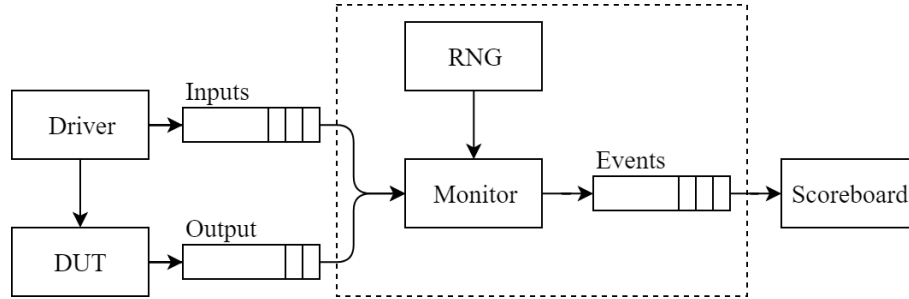 RNG
Inputs
Driver
Events
Monitor
Scoreboard
Output
DUT